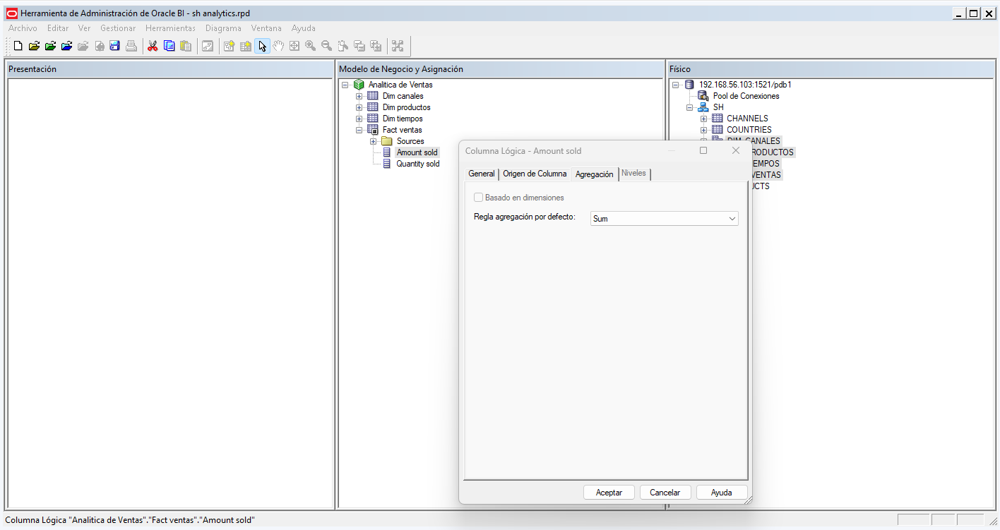 Herramienta de Administración de Oracle BI - sh analytics.rpd
Archivo Editar Ver Gestionar Herramientas Diagrama Ventana Ayuda
Presentación
Modelo de Negocio y Asignación
Analitica de Ventas
Dim canales
Dim productos
Dim tiempos
Fact ventas
Sources
Amount sold
Quantity sold
Físico
192.168.56.103:1521/pdb1
Pool de Conexiones
SH
CHANNELS
COUNTRIES
DIM_CANALES
RODUCTOS
EMPOS
VENTAS
UCTS
Columna Lógica - Amount sold
General Origen de Columna Agregación Niveles
Basado en dimensiones
Regla agregación por defecto: Sum
Aceptar Cancelar Ayuda
Columna Lógica "Analitica de Ventas"."Fact ventas"."Amount sold"